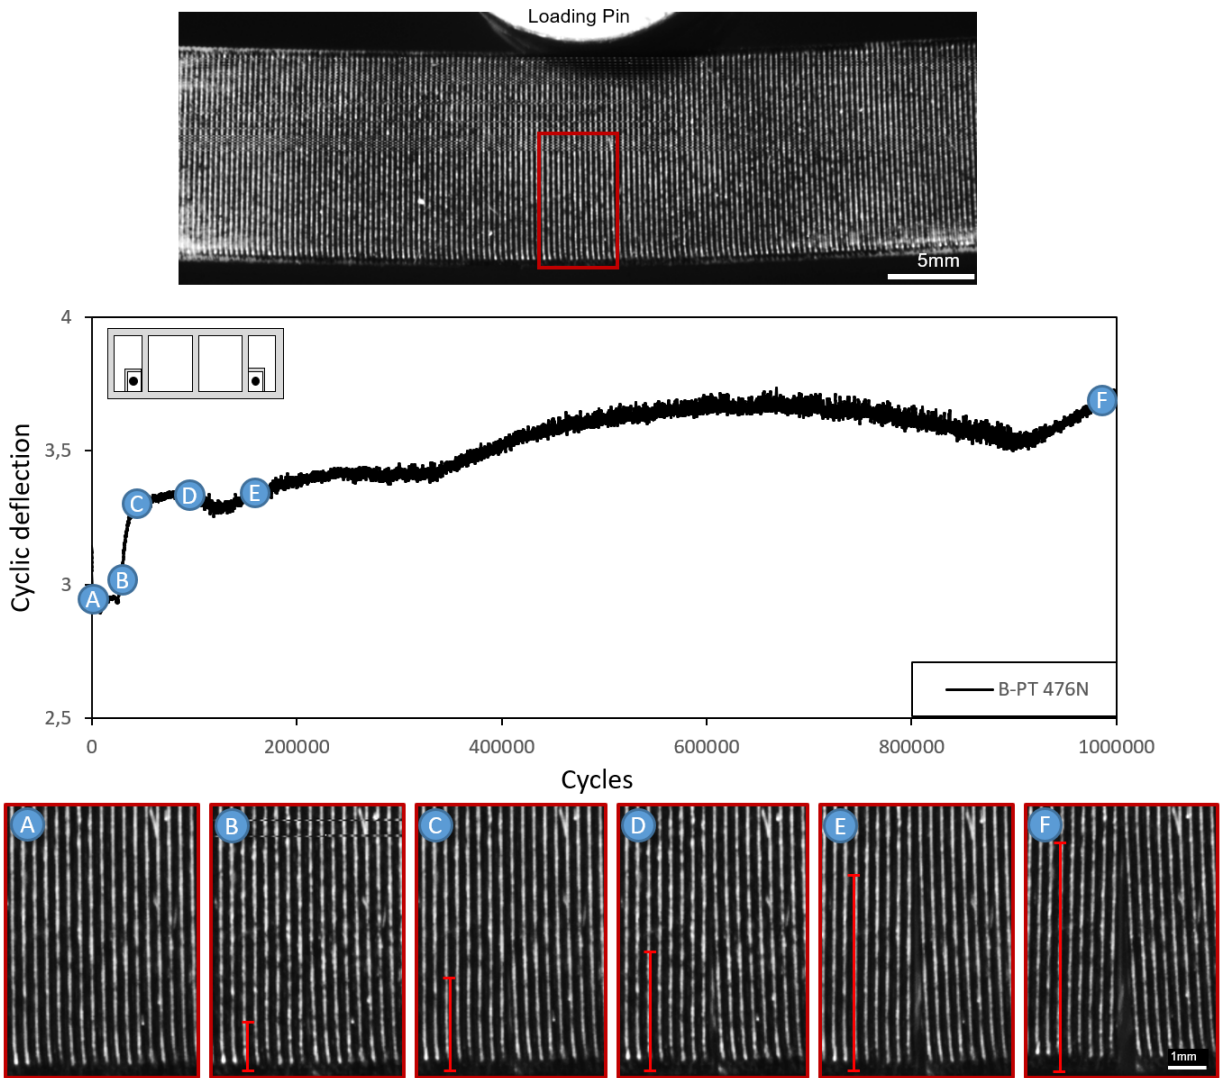 Loading Pin
5mm
4
3,5
3
2,5
Cyclic deflection
A
B
C
D
E
F
B-PT 476N
0
200000
400000
600000
800000
1000000
Cycles
A
B
C
D
E
F
1mm